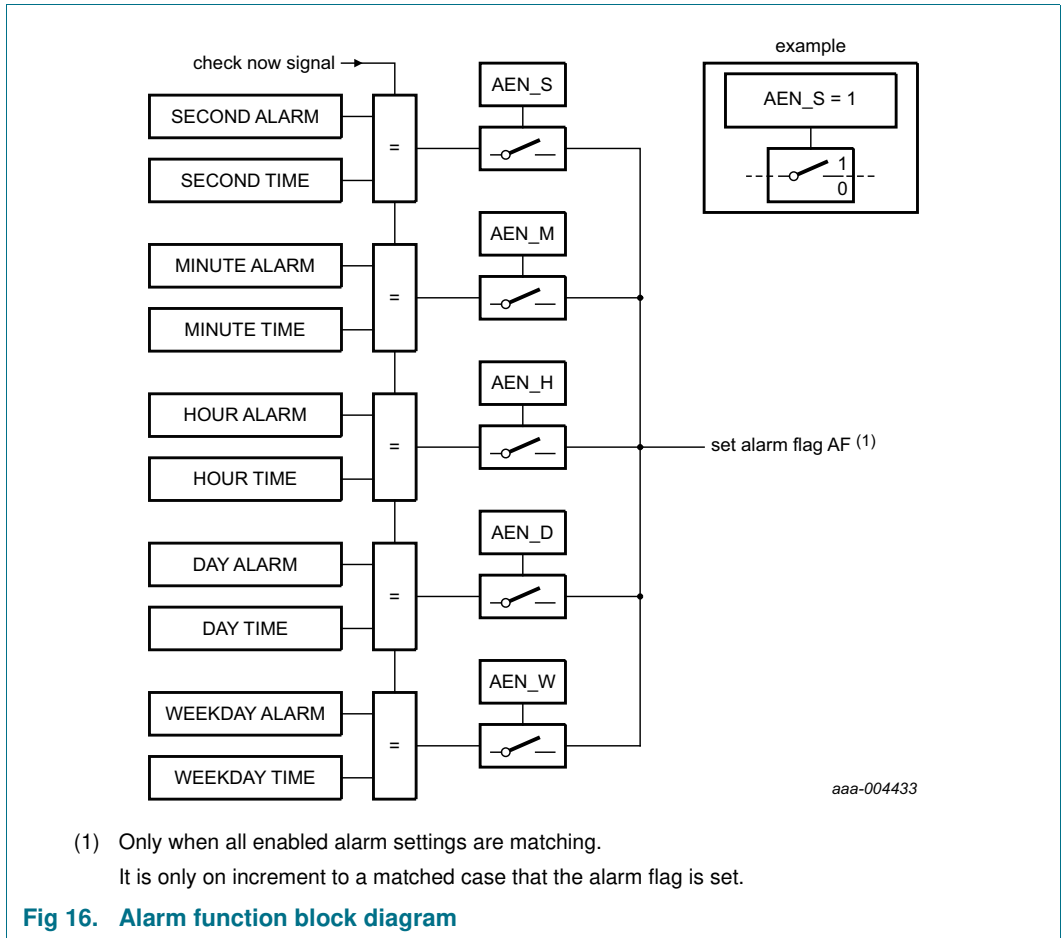 check now signal
example
AEN_S
AEN_S = 1
SECOND ALARM
=
SECOND TIME
1
0
AEN_M
MINUTE ALARM
=
MINUTE TIME
AEN_H
HOUR ALARM
=
set alarm flag AF (1)
HOUR TIME
AEN_D
DAY ALARM
=
DAY TIME
AEN_W
WEEKDAY ALARM
=
WEEKDAY TIME
aaa-004433
(1) Only when all enabled alarm settings are matching.
It is only on increment to a matched case that the alarm flag is set.
Fig 16. Alarm function block diagram